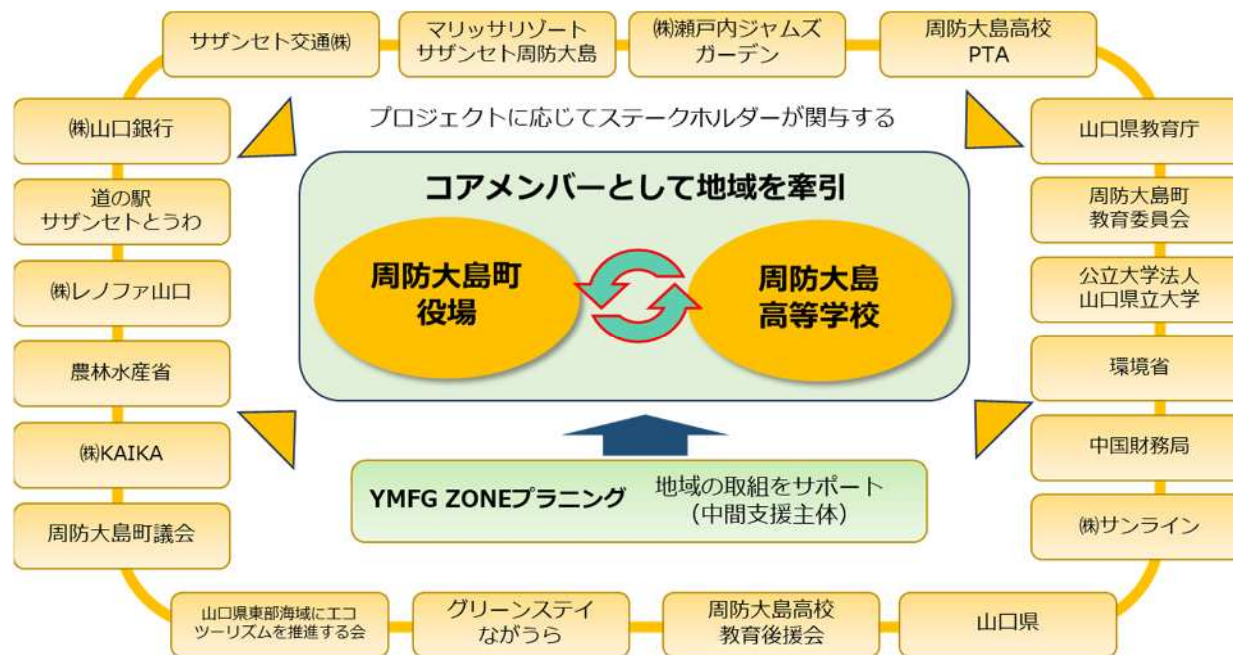 サザンセト交通㈱
マリッサリゾート
サザンセト周防大島
㈱瀬戸内ジャムズ
ガーデン
周防大島高校
PTA
㈱山口銀行
道の駅
サザンセトとうわ
㈱レノファ山口
農林水産省
㈱KAIKA
周防大島町議会
プロジェクトに応じてステークホルダーが関与する
コアメンバーとして地域を牽引
周防大島町
役場
周防大島
高等学校
YMFG ZONEプラニング
地域の取組をサポート
（中間支援主体）
山口県教育庁
周防大島町
教育委員会
公立大学法人
山口県立大学
環境省
中国財務局
㈱サンライン
山口県東部海域にエコ
ツーリズムを推進する会
グリーンステイ
ながうら
周防大島高校
教育後援会
山口県